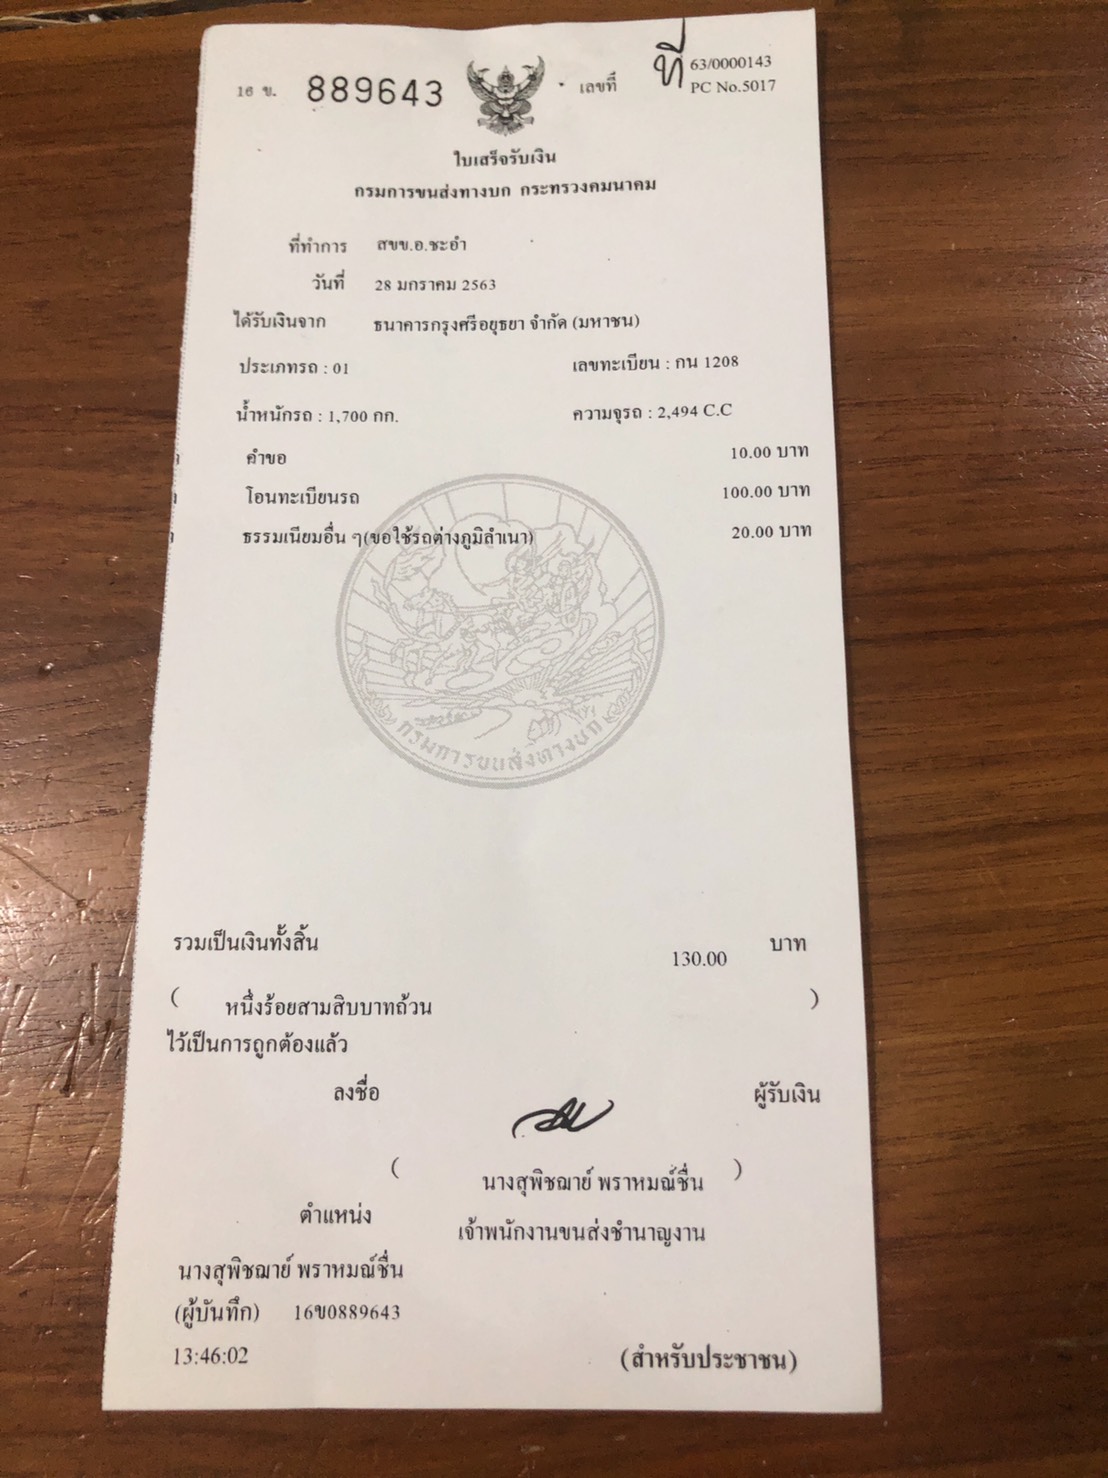 16 ข. 889643 เลขที่ ที่ 63/0000143
PC No.5017
ใบเสร็จรับเงิน
กรมการขนส่งทางบก กระทรวงคมนาคม
ที่ทำการ สขข.อ.ชะอำ
วันที่ 28 มกราคม 2563
ได้รับเงินจาก ธนาคารกรุงศรีอยุธยา จำกัด (มหาชน)
ประเภทรถ : 01 เลขทะเบียน : กน 1208
น้ำหนักรถ : 1,700 กก. ความจุรถ : 2,494 C.C
คำขอ 10.00 บาท
โอนทะเบียนรถ 100.00 บาท
ธรรมเนียมอื่น ๆ(ขอใช้รถต่างภูมิลำเนา) 20.00 บาท
กรมการขนส่งทางบก
รวมเป็นเงินทั้งสิ้น 130.00 บาท
( หนึ่งร้อยสามสิบบาทถ้วน )
ไว้เป็นการถูกต้องแล้ว
ลงชื่อ ผู้รับเงิน
( นางสุพิชฌาย์ พราหมณ์ชื่น )
ตำแหน่ง เจ้าพนักงานขนส่งชำนาญงาน
นางสุพิชฌาย์ พราหมณ์ชื่น
(ผู้บันทึก) 16ข0889643
13:46:02 (สำหรับประชาชน)